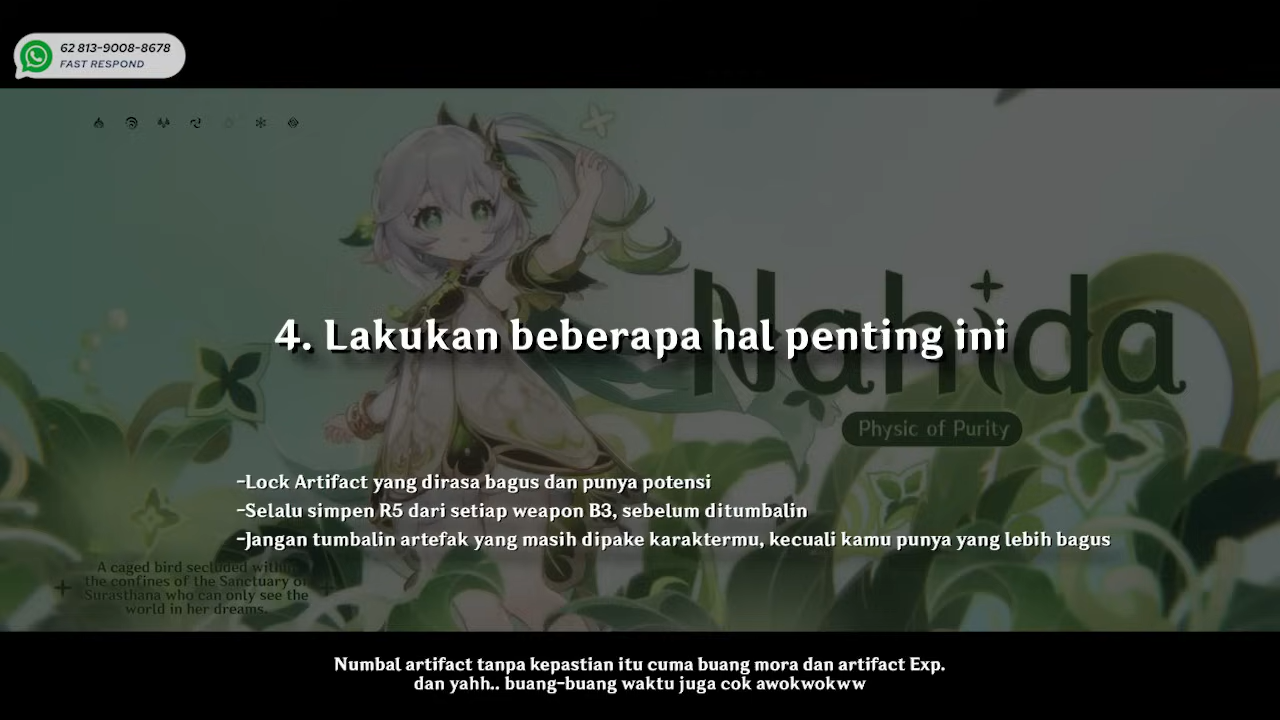 62 813-9008-8678
FAST RESPOND
Nahida
4. Lakukan beberapa hal penting ini
Physic of Purity
-Lock Artifact yang dirasa bagus dan punya potensi
-Selalu simpen R5 dari setiap weapon B3, sebelum ditumbalin
-Jangan tumbalin artefak yang masih dipake karaktermu, kecuali kamu punya yang lebih bagus
A caged bird secluded within
the confines of the Sanctuary of
Surasthana who can only see the
world in her dreams.
Numbal artifact tanpa kepastian itu cuma buang mora dan artifact Exp.
dan yahh.. buang-buang waktu juga cok awokwokww